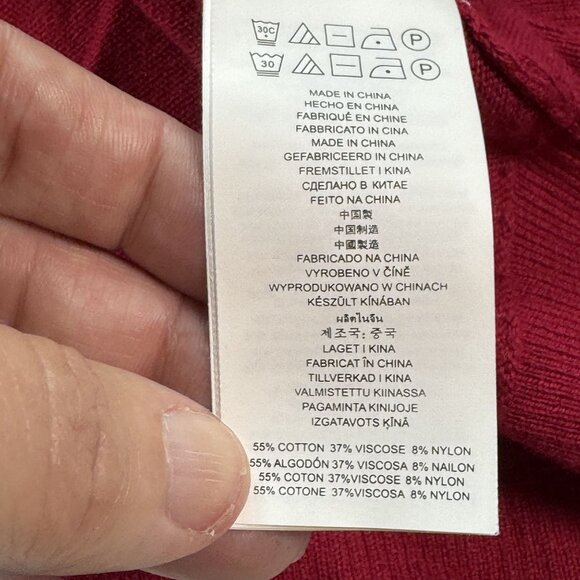 30C P
30 P
MADE IN CHINA
HECHO EN CHINA
FABRIQUÉ EN CHINE
FABBRICATO IN CINA
MADE IN CHINA
GEFABRICEERD IN CHINA
FREMSTILLET I KINA
СДЕЛАНО В КИТАЕ
FEITO NA CHINA
中国製
中国制造
中國製造
FABRICADO NA CHINA
VYROBENO V ČÍNĚ
WYPRODUKOWANO W CHINACH
KÉSZÜLT KÍNÁBAN
ผลิตในจีน
제조국: 중국
LAGET I KINA
FABRICAT ÎN CHINA
TILLVERKAD I KINA
VALMISTETTU KIINASSA
PAGAMINTA KINIJOJE
IZGATAVOTS ĶĪNĀ
55% COTTON 37% VISCOSE 8% NYLON
55% ALGODÓN 37% VISCOSA 8% NAILON
55% COTON 37% VISCOSE 8% NYLON
55% COTONE 37%VISCOSA 8% NYLON